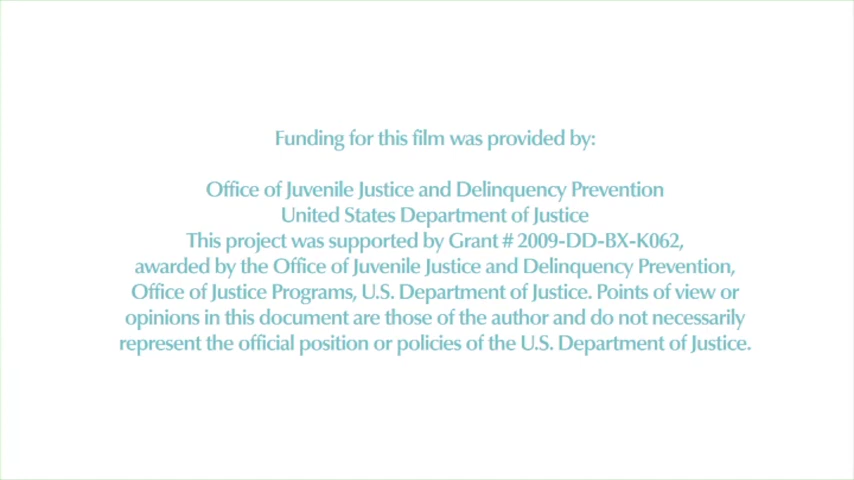 Funding for this film was provided by:
Office of Juvenile Justice and Delinquency Prevention
United States Department of Justice
This project was supported by Grant # 2009-DD-BX-K062,
awarded by the Office of Juvenile Justice and Delinquency Prevention,
Office of Justice Programs, U.S. Department of Justice. Points of view or
opinions in this document are those of the author and do not necessarily
represent the official position or policies of the U.S. Department of Justice.